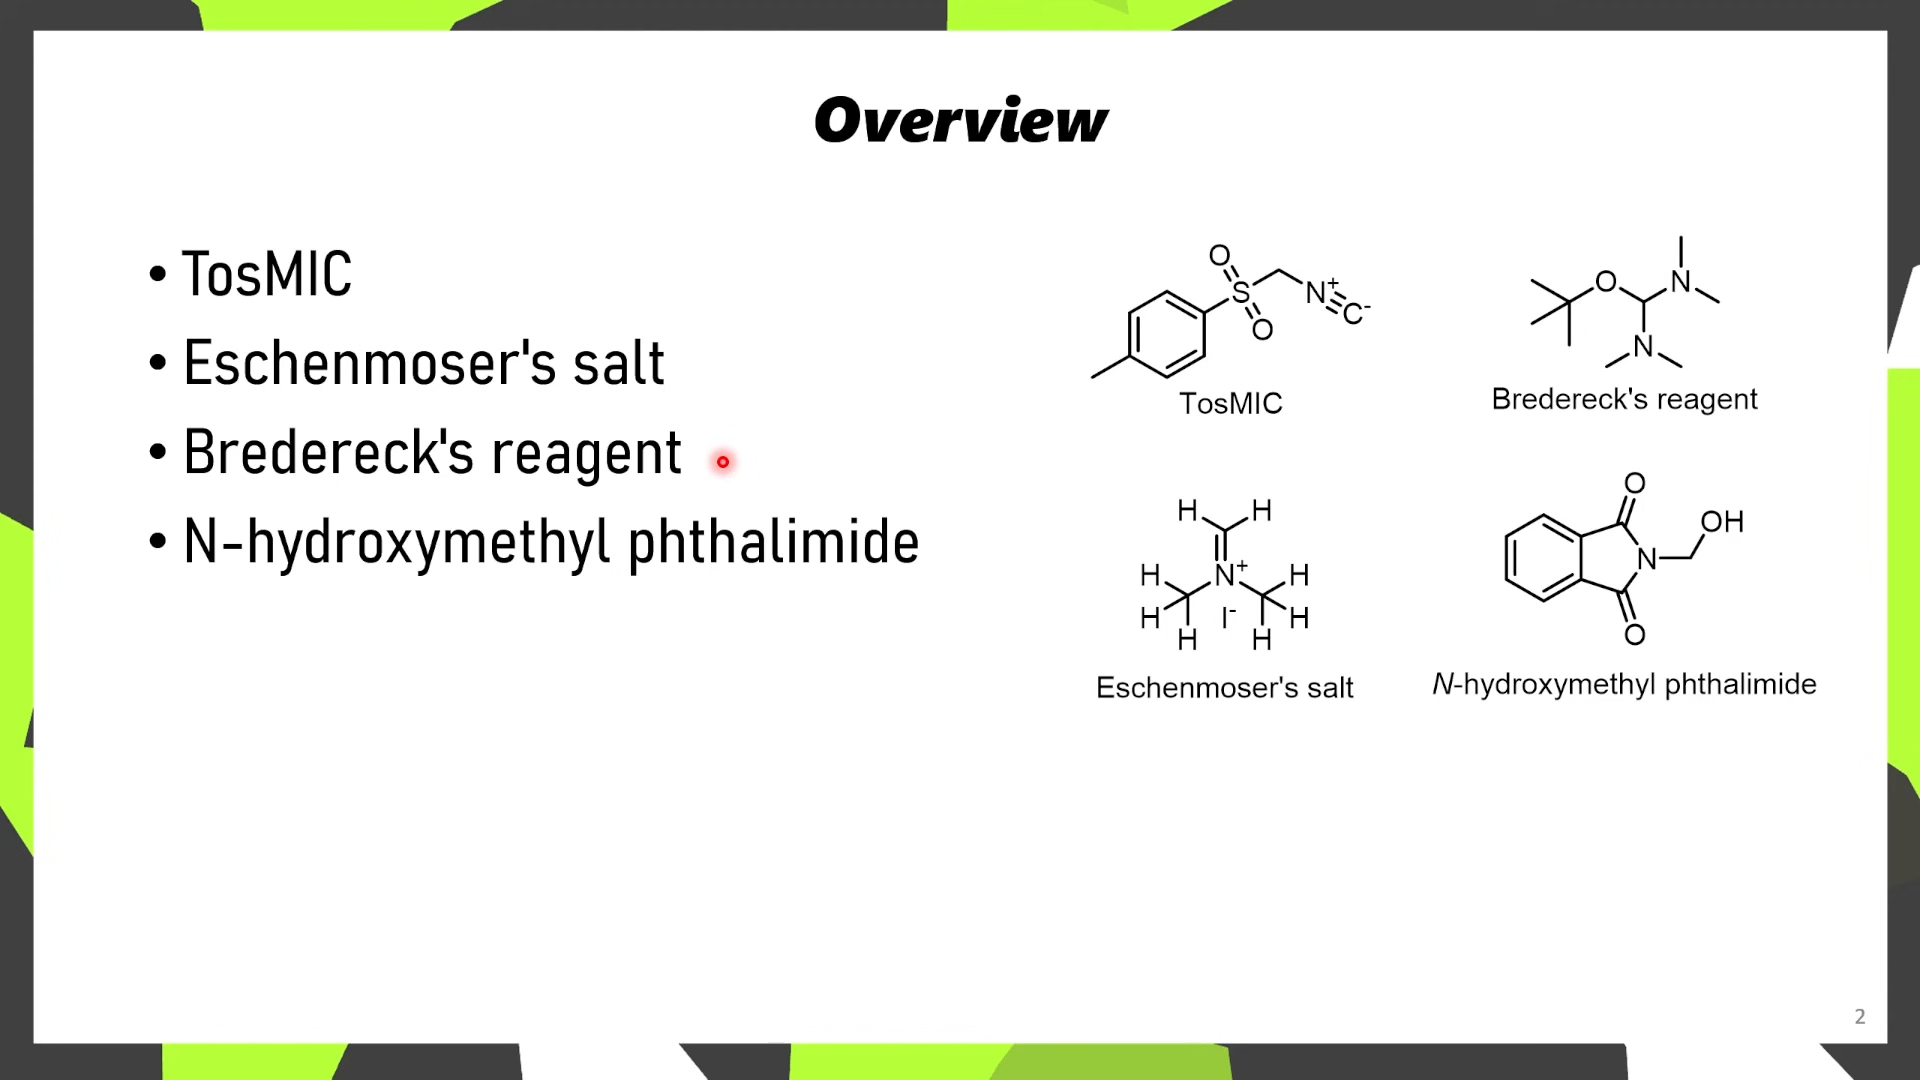 Overview
• TosMIC
• Eschenmoser's salt
• Bredereck's reagent
• N-hydroxymethyl phthalimide
O
S
O
N+
C-
TosMIC
O
N
N
Bredereck's reagent
H H
H N+ H
H I- H
H H
Eschenmoser's salt
O
OH
N
O
N-hydroxymethyl phthalimide
2